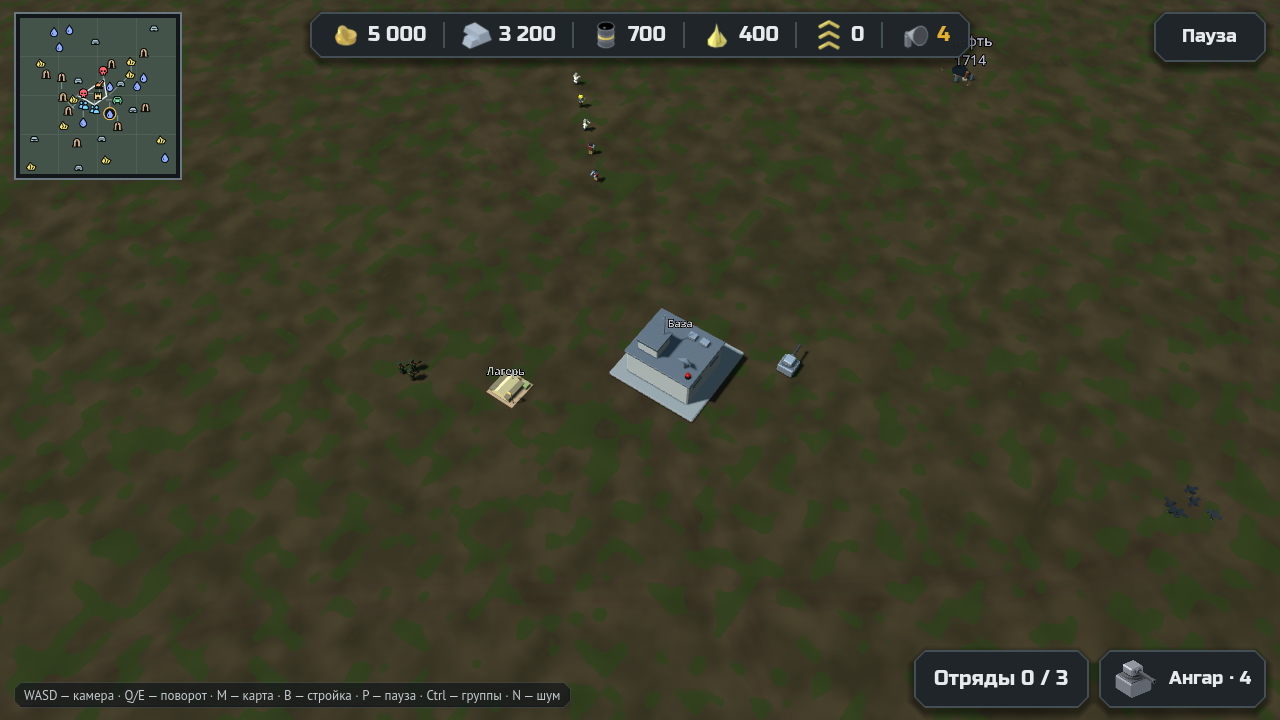 5 000
3 200
700
400
0
4
Пауза
1714
База
Лагерь
WASD — камера · Q/E — поворот · M — карта · B — стройка · P — пауза · Ctrl — группы · N — шум
Отряды 0 / 3
Ангар · 4